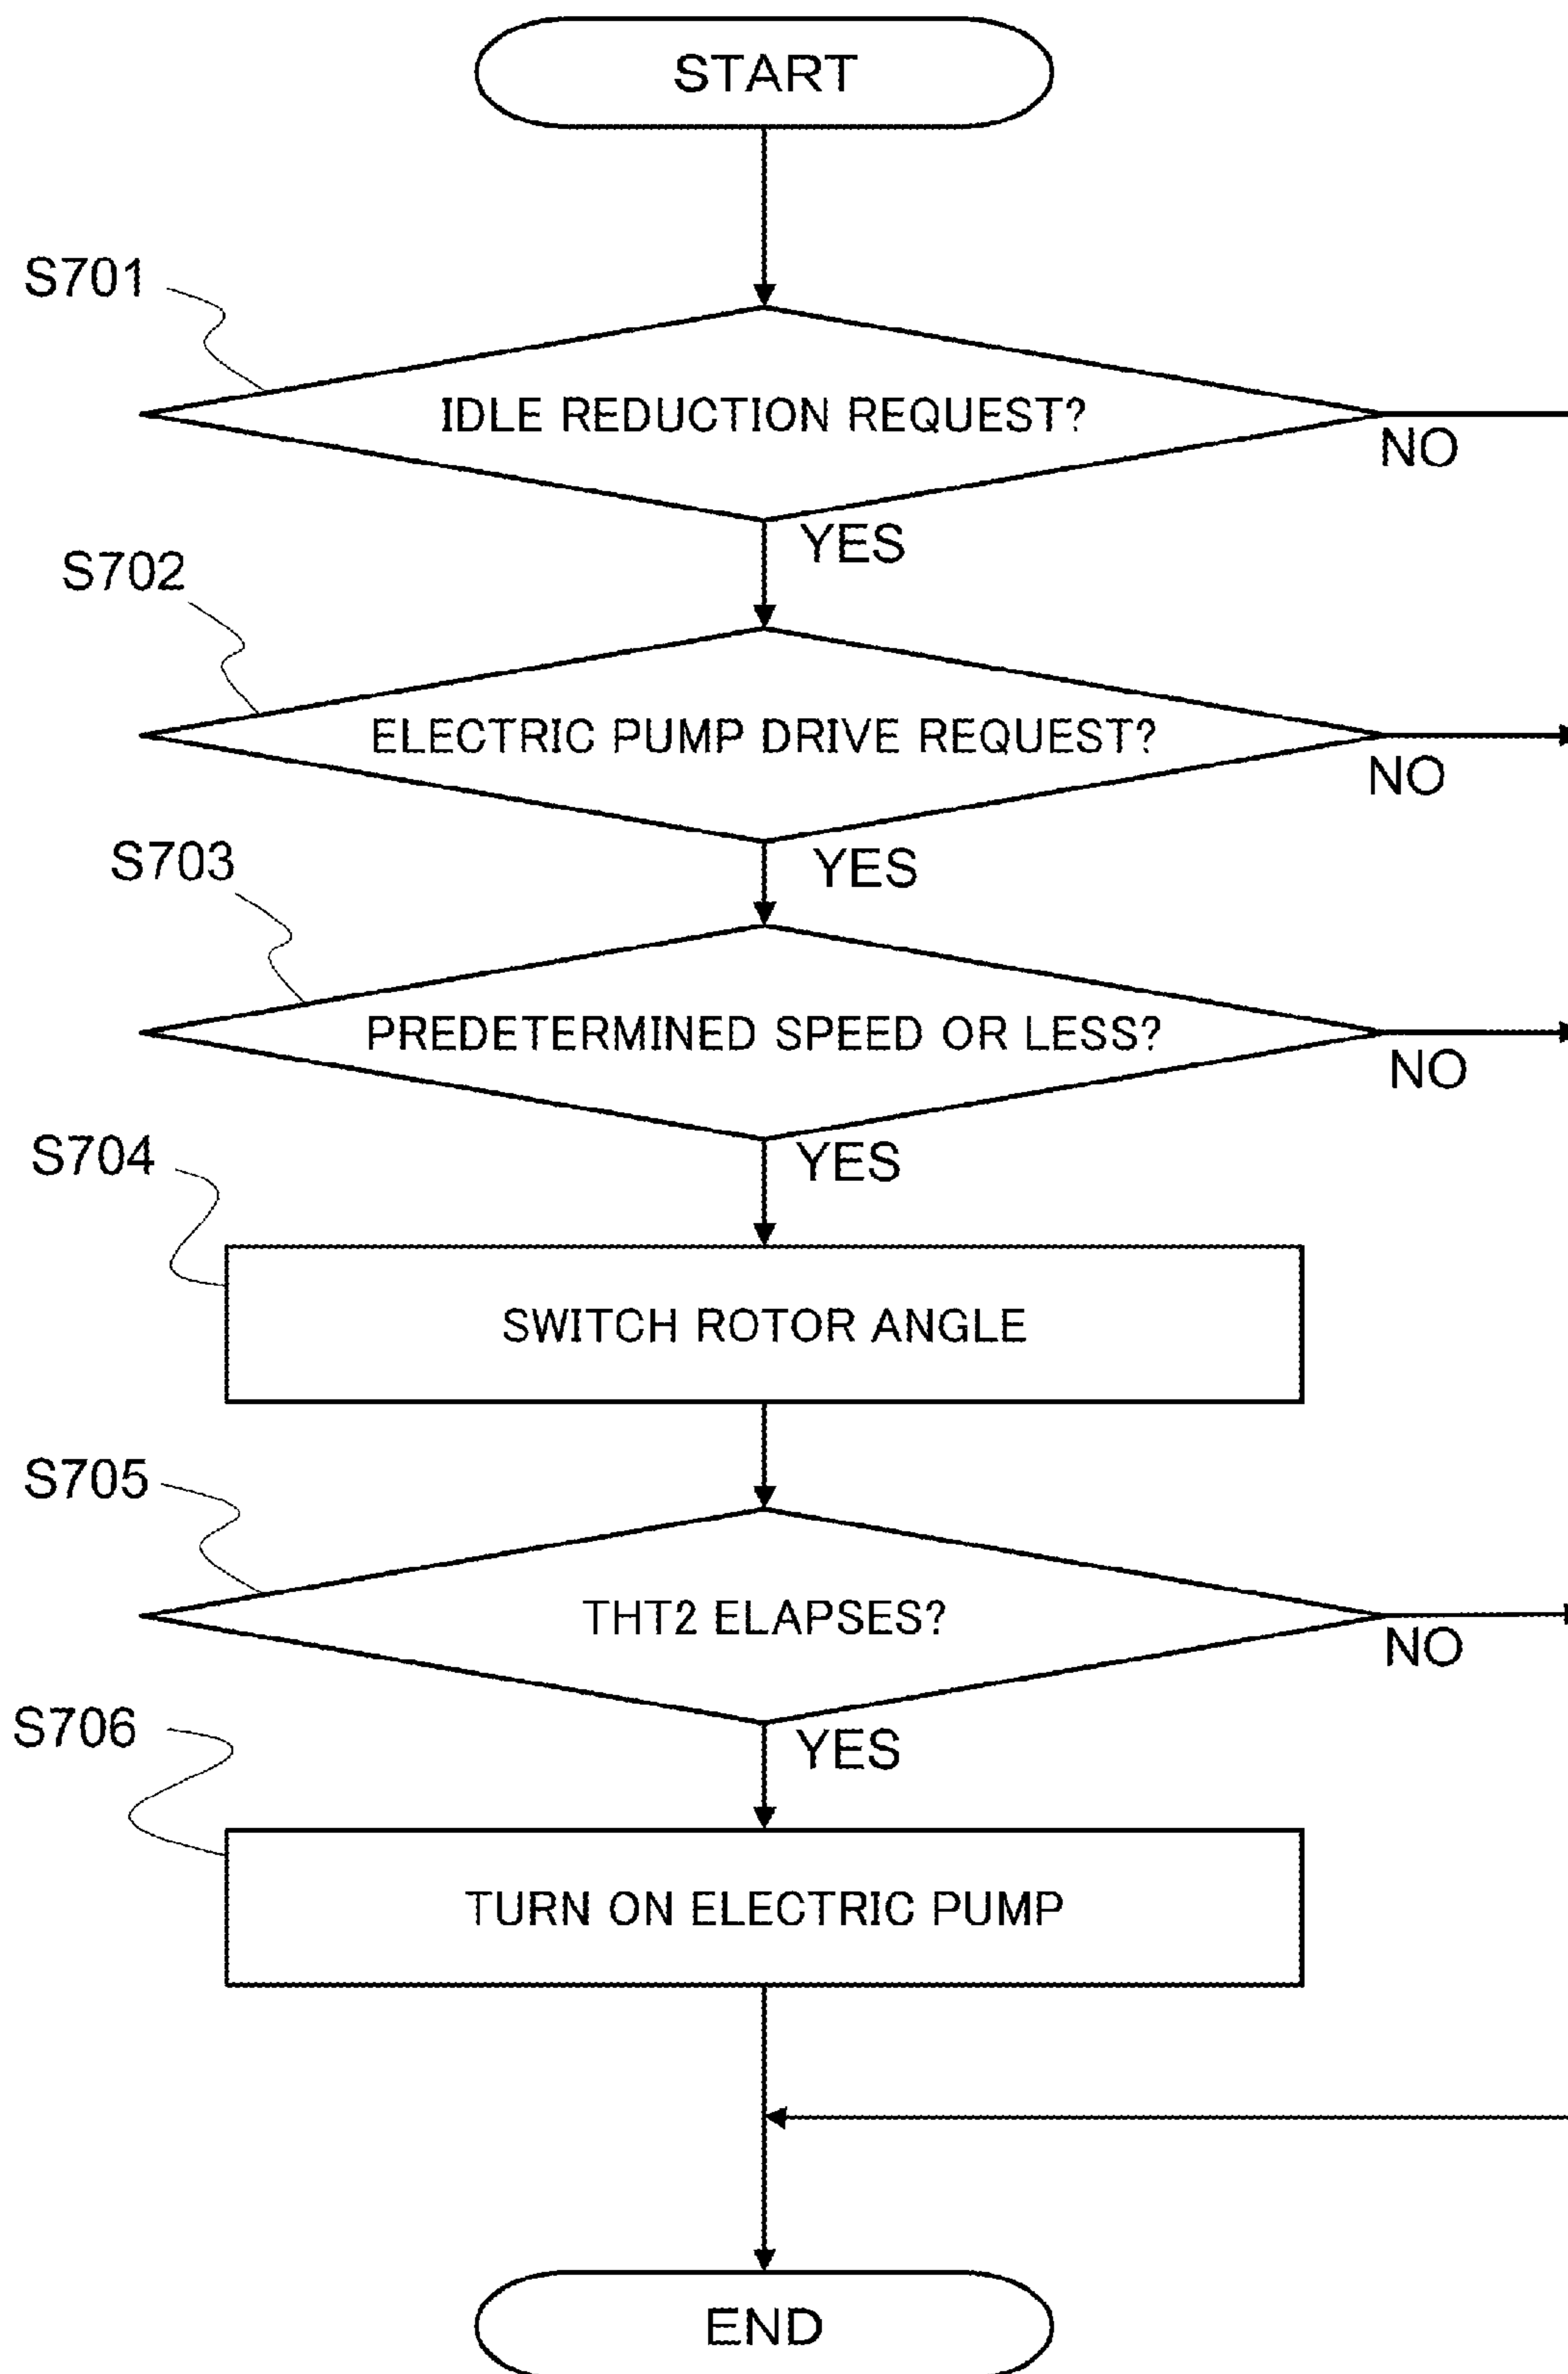 START
S701
IDLE REDUCTION REQUEST?
NO
YES
S702
ELECTRIC PUMP DRIVE REQUEST?
NO
YES
S703
PREDETERMINED SPEED OR LESS?
NO
YES
S704
SWITCH ROTOR ANGLE
S705
THT2 ELAPSES?
NO
YES
S706
TURN ON ELECTRIC PUMP
END